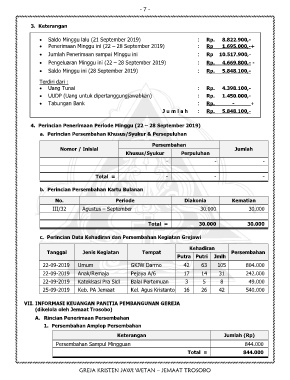 - 7 -
3. Keterangan
• Saldo Minggu lalu (21 September 2019) : Rp. 8.822.900,-
• Penerimaan Minggu ini (22 – 28 September 2019) : Rp 1.695.000,-+
• Jumlah Penerimaan sampai Minggu ini : Rp 10.517.900,-
• Pengeluaran Minggu ini (22 – 28 September 2019) : Rp. 4.669.800,- -
• Saldo Minggu ini (28 September 2019) : Rp. 5.848.100,-
Terdiri dari :
• Uang Tunai : Rp. 4.398.100,-
• UUDP (Uang untuk dipertanggungjawabkan) : Rp. 1.450.000,-
• Tabungan Bank : Rp. - +
J u m l a h : Rp. 5.848.100,-
4. Perincian Penerimaan Periode Minggu (22 – 28 September 2019)
a. Perincian Persembahan Khusus/Syukur & Perpuluhan
Nomor / Inisial Persembahan Jumlah
Khusus/Syukur Perpuluhan
- - -
Total = - - -
b. Perincian Persembahan Kartu Bulanan
No. Periode Diakonia Kematian
III/32 Agustus – September 30.000 30.000
Total = 30.000 30.000
c. Perincian Data Kehadiran dan Persembahan Kegiatan Gerejawi
Tanggal Jenis Kegiatan Tempat Kehadiran Persembahan
Putra Putri Jmlh
22-09-2019 Umum GKJW Darmo 42 63 105 804.000
22-09-2019 Anak/Remaja Pepinya A/6 17 14 31 242.000
22-09-2019 Katekisasi Pra Sidi Balai Pertemuan 3 5 8 49.000
25-09-2019 Keb. PA Jemaat Kel. Agus Kristanto 16 26 42 540.000
VII. INFORMASI KEUANGAN PANITIA PEMBANGUNAN GEREJA
(dikelola oleh Jemaat Trosobo)
A. Rincian Penerimaan Persembahan
1. Persembahan Amplop Persembahan
Keterangan Jumlah (Rp)
Persembahan Sampul Mingguan 844.000
Total = 844.000
GREJA KRISTEN JAWI WETAN – JEMAAT TROSOBO